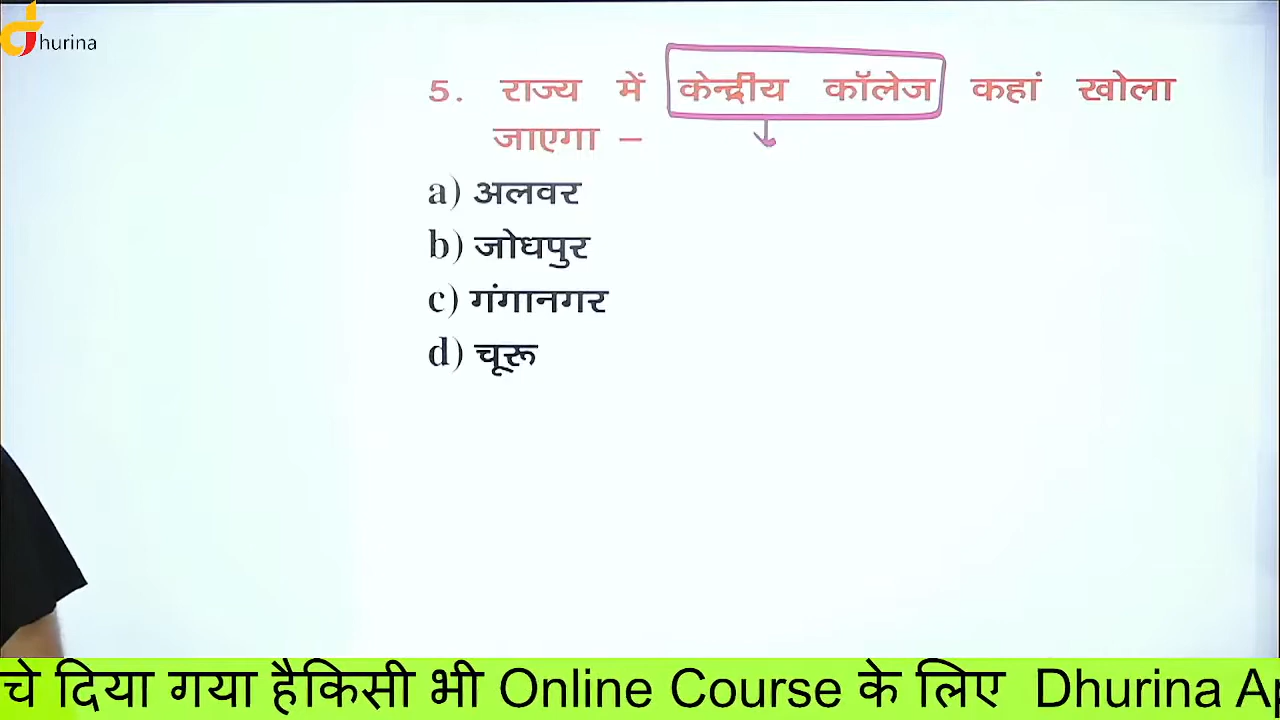 hurina
5. राज्य में केन्द्रीय कॉलेज कहां खोला
जाएगा –
a) अलवर
b) जोधपुर
c) गंगानगर
d) चूरू
चे दिया गया हैकिसी भी Online Course के लिए Dhurina Ap